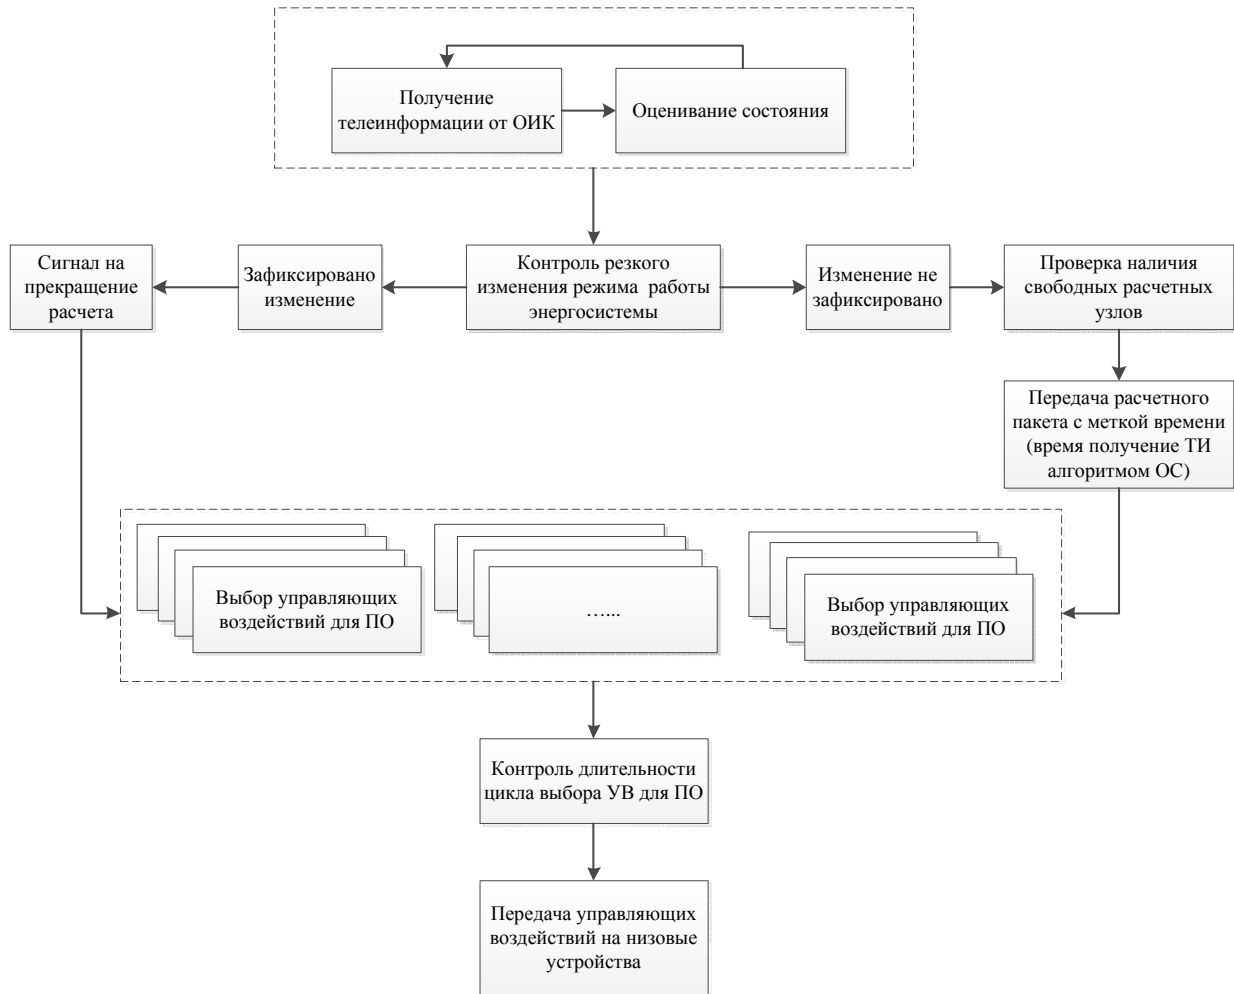 Получение
телеинформации от ОИК
Оценивание состояния
Сигнал на
прекращение
расчета
Зафиксировано
изменение
Контроль резкого
изменения режима работы
энергосистемы
Изменение не
зафиксировано
Проверка наличия
свободных расчетных
узлов
Передача расчетного
пакета с меткой времени
(время получение ТИ
алгоритмом ОС)
Выбор управляющих
воздействий для ПО
…...
Выбор управляющих
воздействий для ПО
Контроль длительности
цикла выбора УВ для ПО
Передача управляющих
воздействий на низовые
устройства